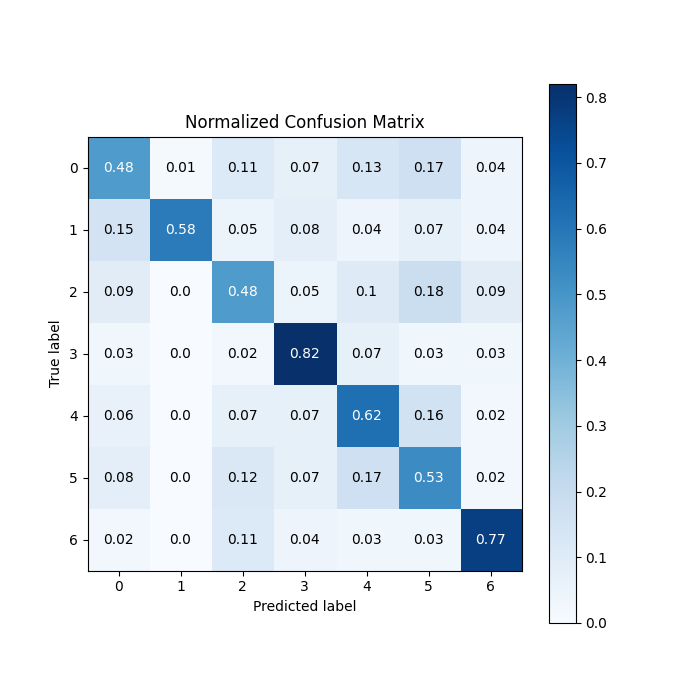 Normalized Confusion Matrix
0 0.48 0.01 0.11 0.07 0.13 0.17 0.04
1 0.15 0.58 0.05 0.08 0.04 0.07 0.04
2 0.09 0.0 0.48 0.05 0.1 0.18 0.09
3 0.03 0.0 0.02 0.82 0.07 0.03 0.03
4 0.06 0.0 0.07 0.07 0.62 0.16 0.02
5 0.08 0.0 0.12 0.07 0.17 0.53 0.02
6 0.02 0.0 0.11 0.04 0.03 0.03 0.77
0 1 2 3 4 5 6
Predicted label
True label
0.8
0.7
0.6
0.5
0.4
0.3
0.2
0.1
0.0